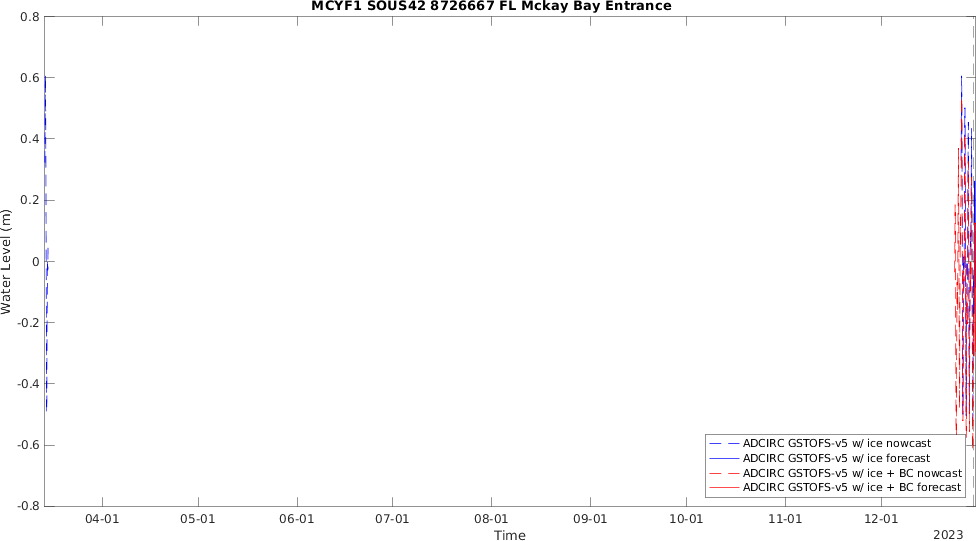 MCYF1 SOUS42 8726667 FL Mckay Bay Entrance
0.8
0.6
0.4
0.2
0
-0.2
-0.4
-0.6
-0.8
Water Level (m)
ADCIRC GSTOFS-v5 w/ ice nowcast
ADCIRC GSTOFS-v5 w/ ice forecast
ADCIRC GSTOFS-v5 w/ ice + BC nowcast
ADCIRC GSTOFS-v5 w/ ice + BC forecast
04-01 05-01 06-01 07-01 08-01 09-01 10-01 11-01 12-01
Time
2023